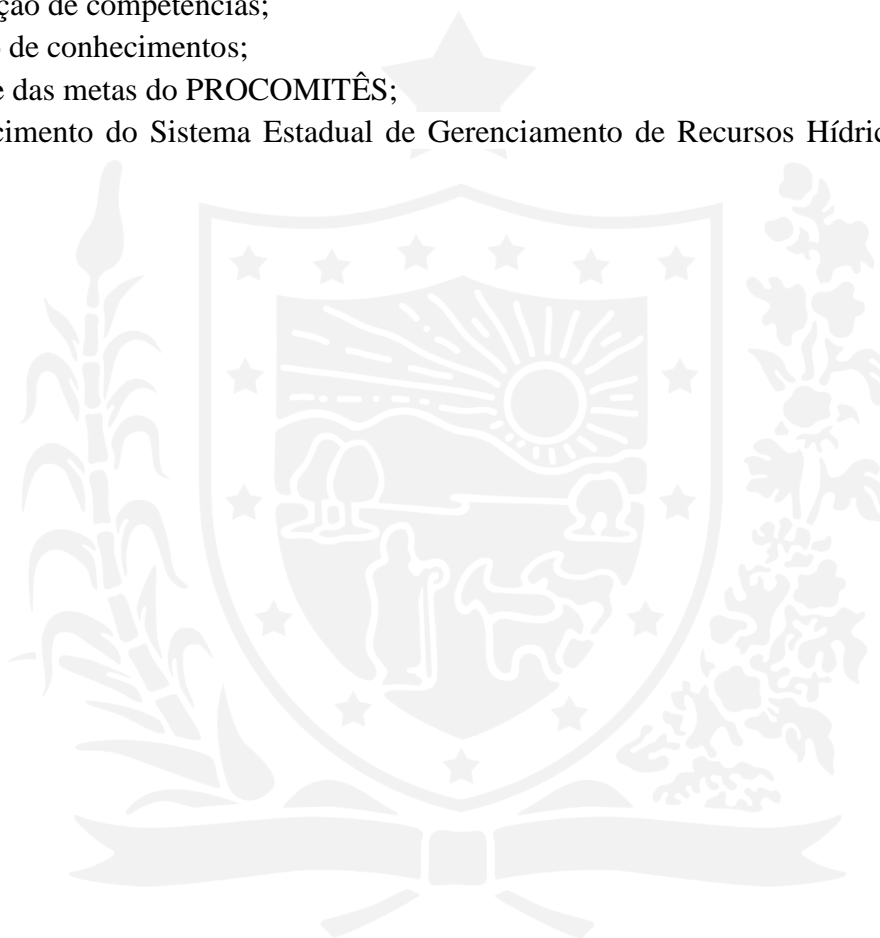 ção de competências;
de conhecimentos;
e das metas do PROCOMITÊS;
cimento do Sistema Estadual de Gerenciamento de Recursos Hídric